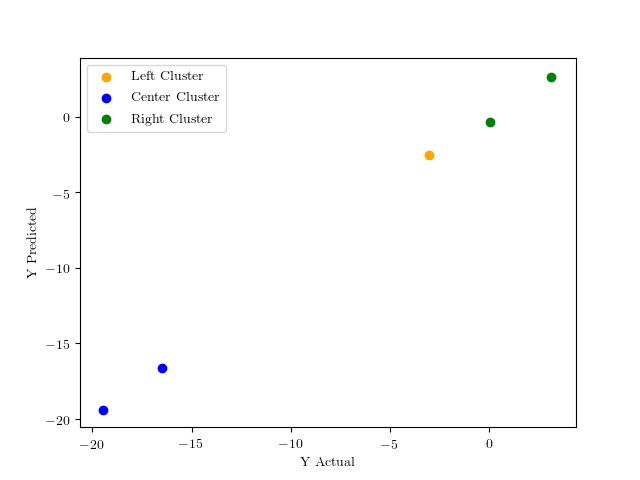 Left Cluster
Center Cluster
Right Cluster
0
−5
−10
−15
−20
Y Predicted
−20 −15 −10 −5 0
Y Actual